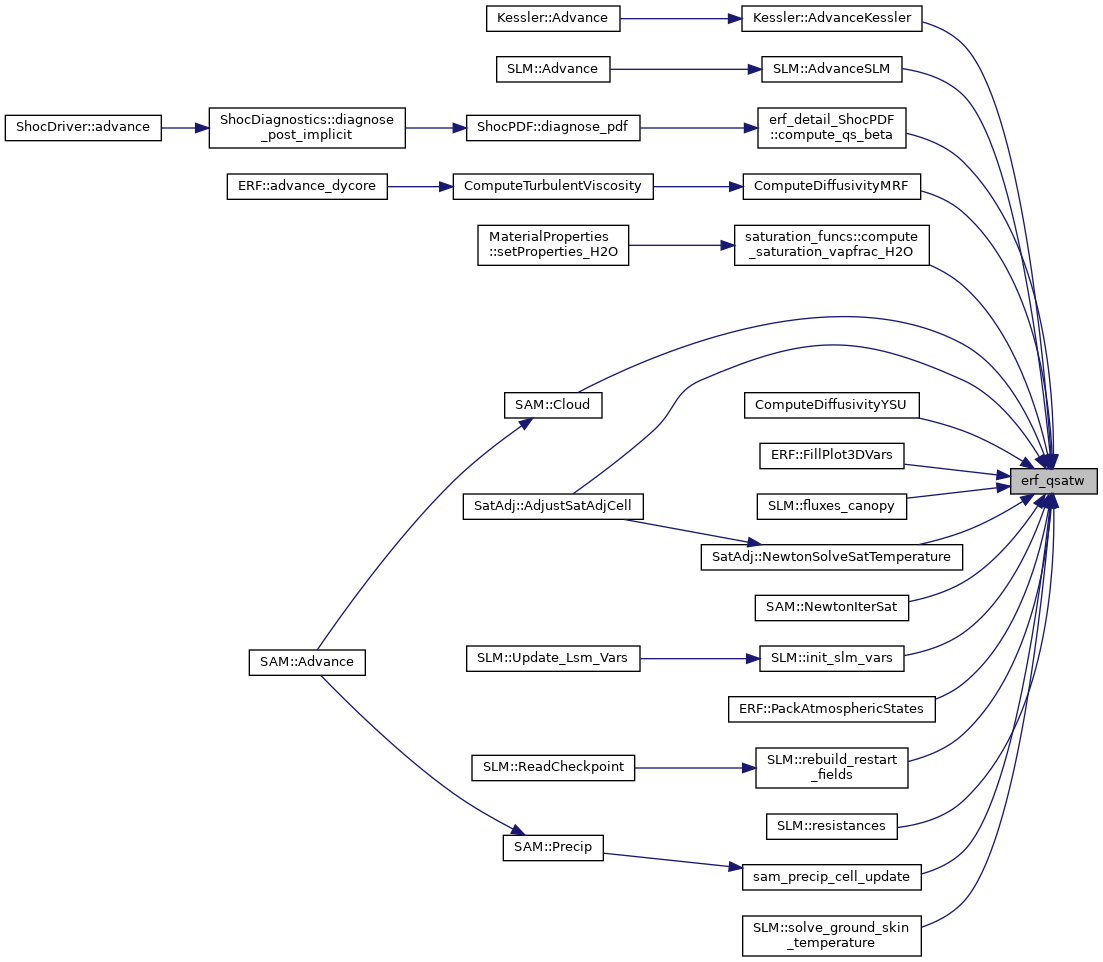 Kessler::Advance
Kessler::AdvanceKessler
SLM::Advance
SLM::AdvanceSLM
ShocDriver::advance
ShocDiagnostics::diagnose
_post_implicit
ShocPDF::diagnose_pdf
erf_detail_ShocPDF
::compute_qs_beta
ERF::advance_dycore
ComputeTurbulentViscosity
ComputeDiffusivityMRF
MaterialProperties
::setProperties_H2O
saturation_funcs::compute
_saturation_vapfrac_H2O
SAM::Cloud
ComputeDiffusivityYSU
ERF::FillPlot3DVars
erf_qsatw
SatAdj::AdjustSatAdjCell
SLM::fluxes_canopy
SatAdj::NewtonSolveSatTemperature
SAM::NewtonIterSat
SAM::Advance
SLM::Update_Lsm_Vars
SLM::init_slm_vars
ERF::PackAtmosphericStates
SLM::ReadCheckpoint
SLM::rebuild_restart
_fields
SLM::resistances
SAM::Precip
sam_precip_cell_update
SLM::solve_ground_skin
_temperature